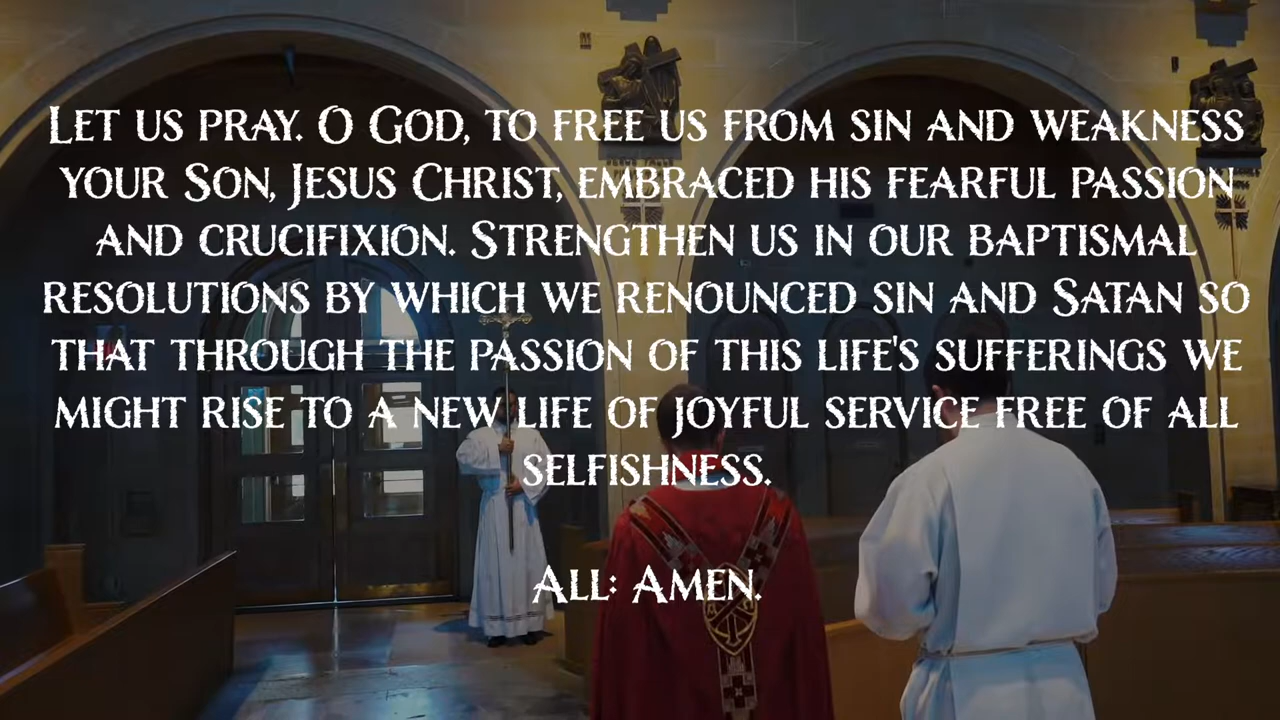 Let us pray. O God, to free us from sin and weakness
your Son, Jesus Christ, embraced his fearful passion
and crucifixion. Strengthen us in our baptismal
resolutions by which we renounced sin and Satan so
that through the passion of this life's sufferings we
might rise to a new life of joyful service free of all
selfishness.
All: Amen.